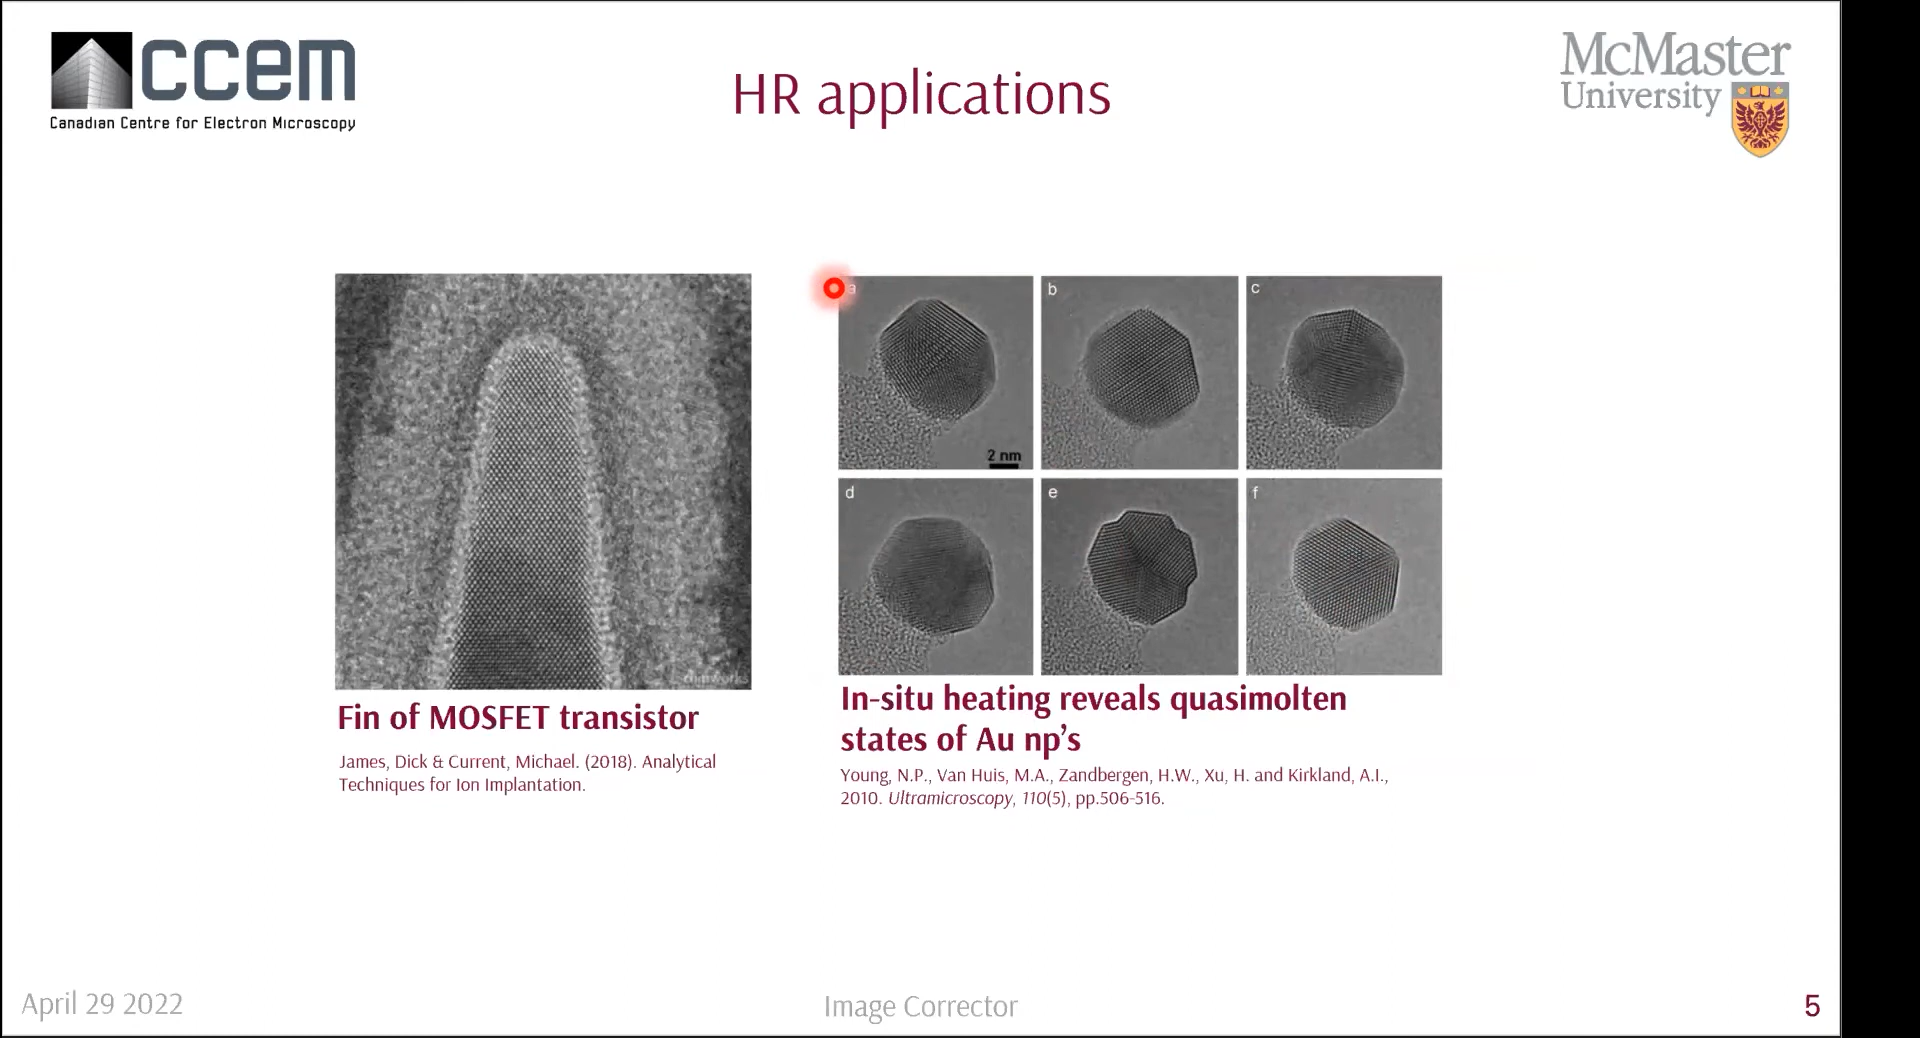 ccem
Canadian Centre for Electron Microscopy
HR applications
McMaster
University
a
b
c
2 nm
d
e
f
chipworks
Fin of MOSFET transistor
James, Dick & Current, Michael. (2018). Analytical
Techniques for Ion Implantation.
In-situ heating reveals quasimolten
states of Au np's
Young, N.P., Van Huis, M.A., Zandbergen, H.W., Xu, H. and Kirkland, A.I.,
2010. Ultramicroscopy, 110(5), pp.506-516.
April 29 2022
Image Corrector
5